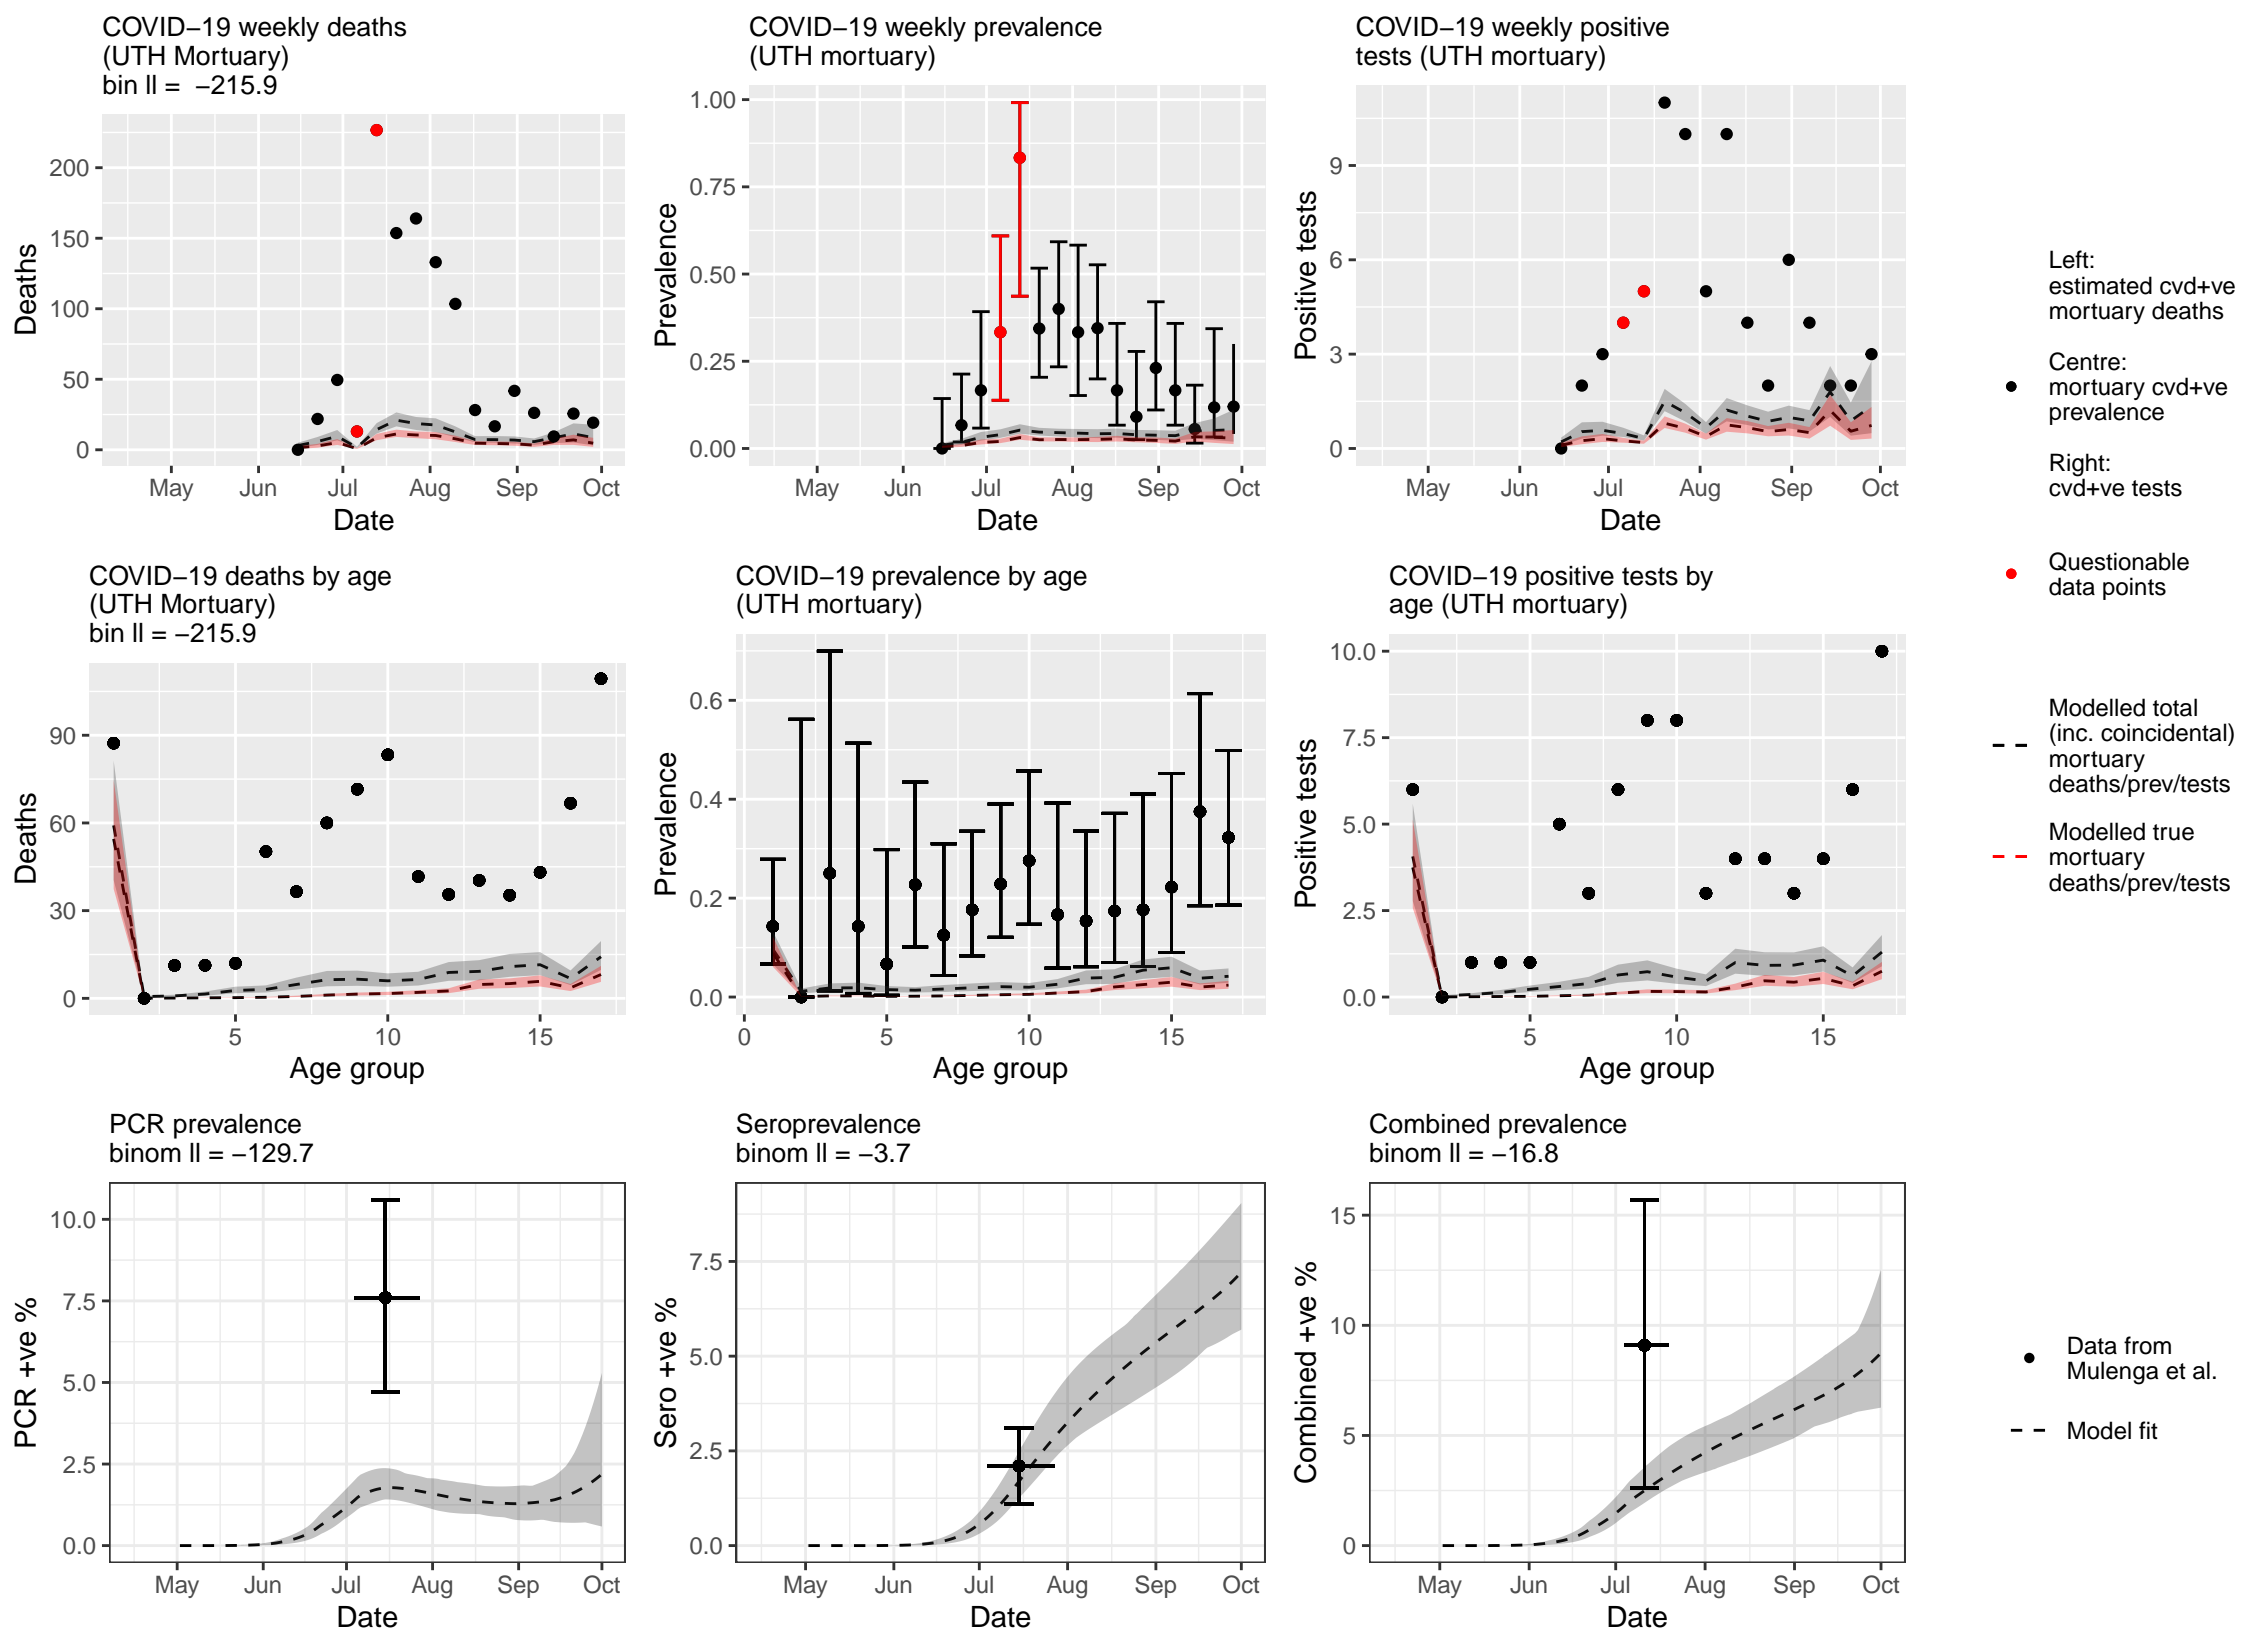 COVID−19 weekly deaths
(UTH Mortuary)
bin ll =  −215.9
200
150
100
50
0
Deaths
May
Jun
Jul
Aug
Sep
Oct
Date
COVID−19 weekly prevalence
(UTH mortuary)
1.00
0.75
0.50
0.25
0.00
Prevalence
May
Jun
Jul
Aug
Sep
Oct
Date
COVID−19 weekly positive
tests (UTH mortuary)
9
6
3
0
Positive tests
May
Jun
Jul
Aug
Sep
Oct
Date
COVID−19 deaths by age
(UTH Mortuary)
bin ll = −215.9
90
60
30
0
Deaths
5
10
15
Age group
COVID−19 prevalence by age
(UTH mortuary)
0.6
0.4
0.2
0.0
Prevalence
0
5
10
15
Age group
COVID−19 positive tests by
age (UTH mortuary)
10.0
7.5
5.0
2.5
0.0
Positive tests
5
10
15
Age group
PCR prevalence
binom ll = −129.7
10.0
7.5
5.0
2.5
0.0
PCR +ve %
May
Jun
Jul
Aug
Sep
Oct
Date
Seroprevalence
binom ll = −3.7
7.5
5.0
2.5
0.0
Sero +ve %
May
Jun
Jul
Aug
Sep
Oct
Date
Combined prevalence
binom ll = −16.8
15
10
5
0
Combined +ve %
May
Jun
Jul
Aug
Sep
Oct
Date
Left:
estimated cvd+ve
mortuary deaths
Centre:
mortuary cvd+ve
prevalence
Right:
cvd+ve tests
Questionable
data points
Modelled total
(inc. coincidental)
mortuary
deaths/prev/tests
Modelled true
mortuary
deaths/prev/tests
Data from
Mulenga et al.
Model fit